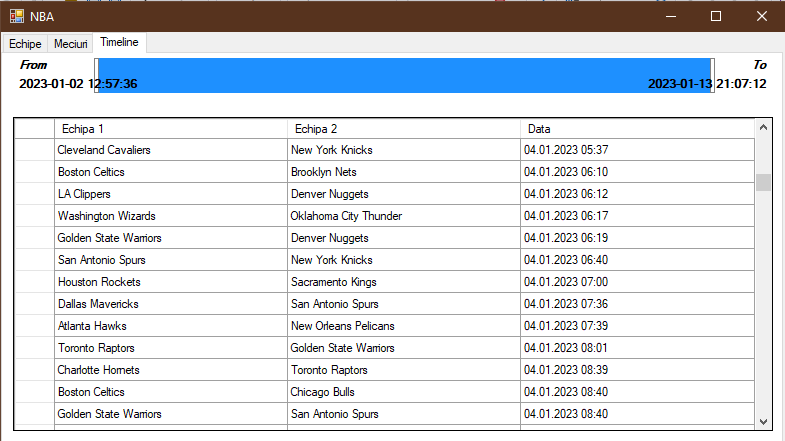 NBA
Echipe Meciuri Timeline
From To
2023-01-02 12:57:36 2023-01-13 21:07:12
Echipa 1 Echipa 2 Data
Cleveland Cavaliers New York Knicks 04.01.2023 05:37
Boston Celtics Brooklyn Nets 04.01.2023 06:10
LA Clippers Denver Nuggets 04.01.2023 06:12
Washington Wizards Oklahoma City Thunder 04.01.2023 06:17
Golden State Warriors Denver Nuggets 04.01.2023 06:19
San Antonio Spurs New York Knicks 04.01.2023 06:40
Houston Rockets Sacramento Kings 04.01.2023 07:00
Dallas Mavericks San Antonio Spurs 04.01.2023 07:36
Atlanta Hawks New Orleans Pelicans 04.01.2023 07:39
Toronto Raptors Golden State Warriors 04.01.2023 08:01
Charlotte Hornets Toronto Raptors 04.01.2023 08:39
Boston Celtics Chicago Bulls 04.01.2023 08:40
Golden State Warriors San Antonio Spurs 04.01.2023 08:40